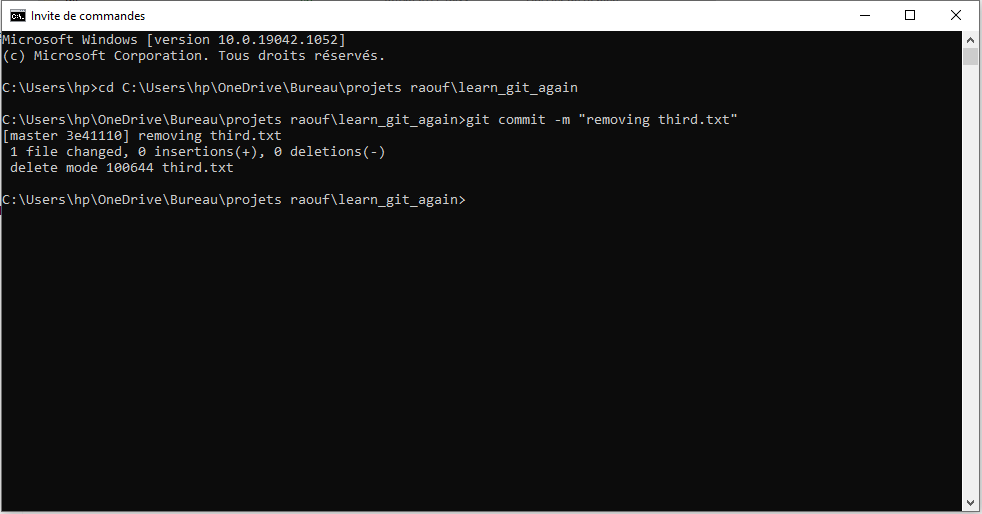 Invite de commandes
Microsoft Windows [version 10.0.19042.1052]
(c) Microsoft Corporation. Tous droits réservés.
C:\Users\hp>cd C:\Users\hp\OneDrive\Bureau\projets raouf\learn_git_again
C:\Users\hp\OneDrive\Bureau\projets raouf\learn_git_again>git commit -m "removing third.txt"
[master 3e41110] removing third.txt
 1 file changed, 0 insertions(+), 0 deletions(-)
 delete mode 100644 third.txt
C:\Users\hp\OneDrive\Bureau\projets raouf\learn_git_again>